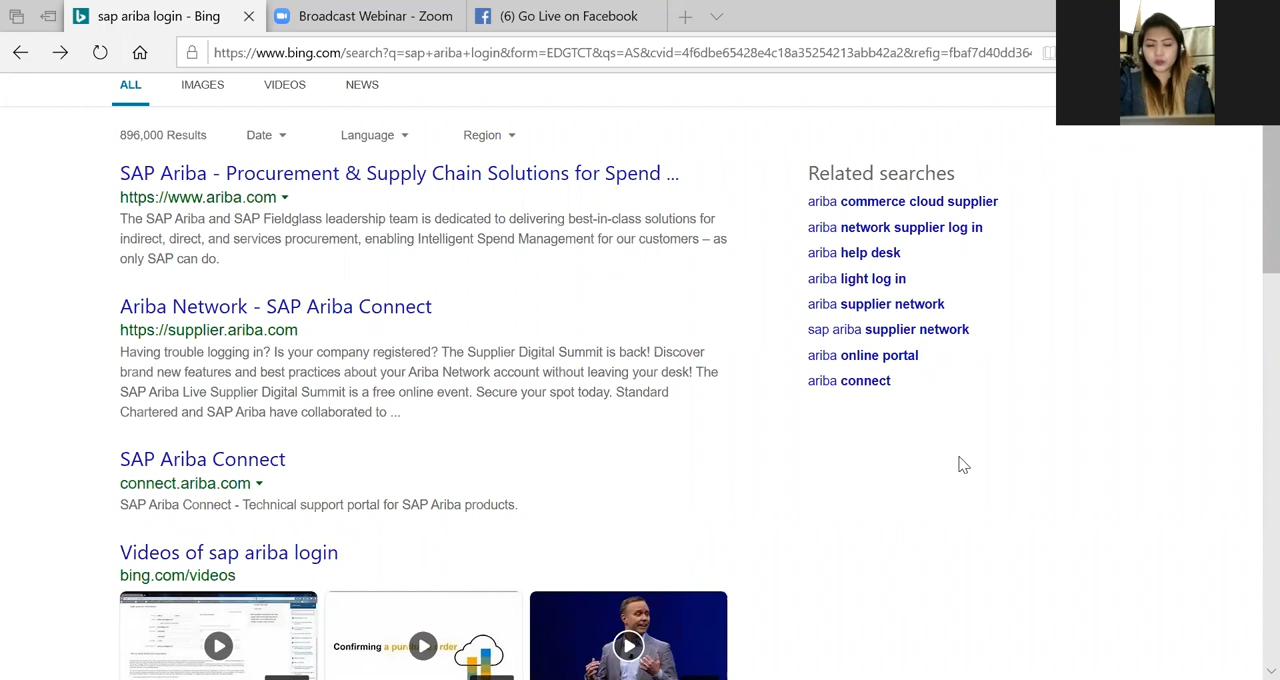 sap ariba login - Bing
Broadcast Webinar - Zoom
(6) Go Live on Facebook
https://www.bing.com/search?q=sap+ariba+login&form=EDGTCT&qs=AS&cvid=4f6dbe65428e4c18a35254213abb42a2&refig=fbaf7d40dd364
ALL
IMAGES
VIDEOS
NEWS
896,000 Results
Date
Language
Region
SAP Ariba - Procurement & Supply Chain Solutions for Spend ...
https://www.ariba.com
The SAP Ariba and SAP Fieldglass leadership team is dedicated to delivering best-in-class solutions for
indirect, direct, and services procurement, enabling Intelligent Spend Management for our customers – as
only SAP can do.
Ariba Network - SAP Ariba Connect
https://supplier.ariba.com
Having trouble logging in? Is your company registered? The Supplier Digital Summit is back! Discover
brand new features and best practices about your Ariba Network account without leaving your desk! The
SAP Ariba Live Supplier Digital Summit is a free online event. Secure your spot today. Standard
Chartered and SAP Ariba have collaborated to ...
SAP Ariba Connect
connect.ariba.com
SAP Ariba Connect - Technical support portal for SAP Ariba products.
Videos of sap ariba login
bing.com/videos
Related searches
ariba commerce cloud supplier
ariba network supplier log in
ariba help desk
ariba light log in
ariba supplier network
sap ariba supplier network
ariba online portal
ariba connect